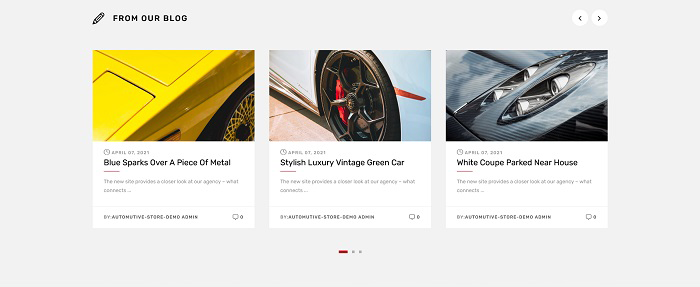 FROM OUR BLOG
APRIL 07, 2021
Blue Sparks Over A Piece Of Metal
The new site provides a closer look at our agency – what
connects ...
BY:AUTOMUTIVE-STORE-DEMO ADMIN
0
APRIL 07, 2021
Stylish Luxury Vintage Green Car
The new site provides a closer look at our agency – what
connects ...
BY:AUTOMUTIVE-STORE-DEMO ADMIN
0
APRIL 07, 2021
White Coupe Parked Near House
The new site provides a closer look at our agency – what
connects ...
BY:AUTOMUTIVE-STORE-DEMO ADMIN
0